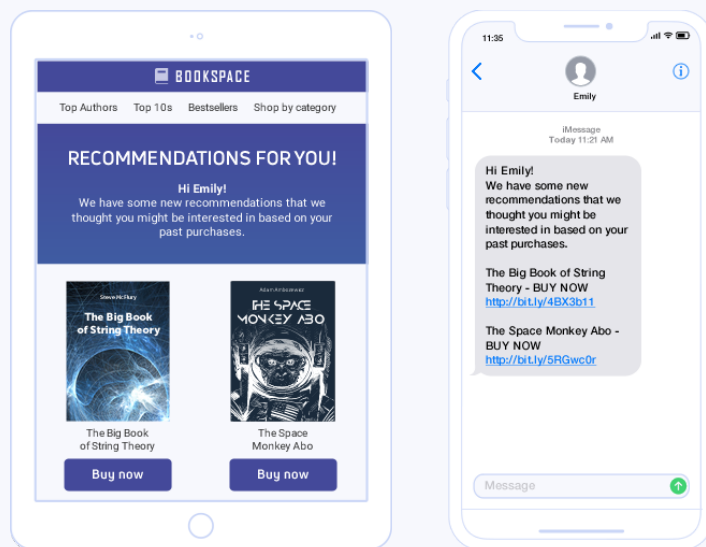 BOOKSPACE
Top Authors Top 10s Bestsellers Shop by category
RECOMMENDATIONS FOR YOU!
Hi Emily!
We have some new recommendations that we
thought you might be interested in based on your
past purchases.
Steve McFlury
The Big Book
of String Theory
The Big Book
of String Theory
Buy now
THE SPACE
MONKEY ABO
The Space
Monkey Abo
Buy now
11:35
Emily
iMessage
Today 11:21 AM
Hi Emily!
We have some new
recommendations that we
thought you might be
interested in based on your
past purchases.
The Big Book of String
Theory - BUY NOW
http://bit.ly/4BX3b11
The Space Monkey Abo -
BUY NOW
http://bit.ly/5RGwc0r
Message